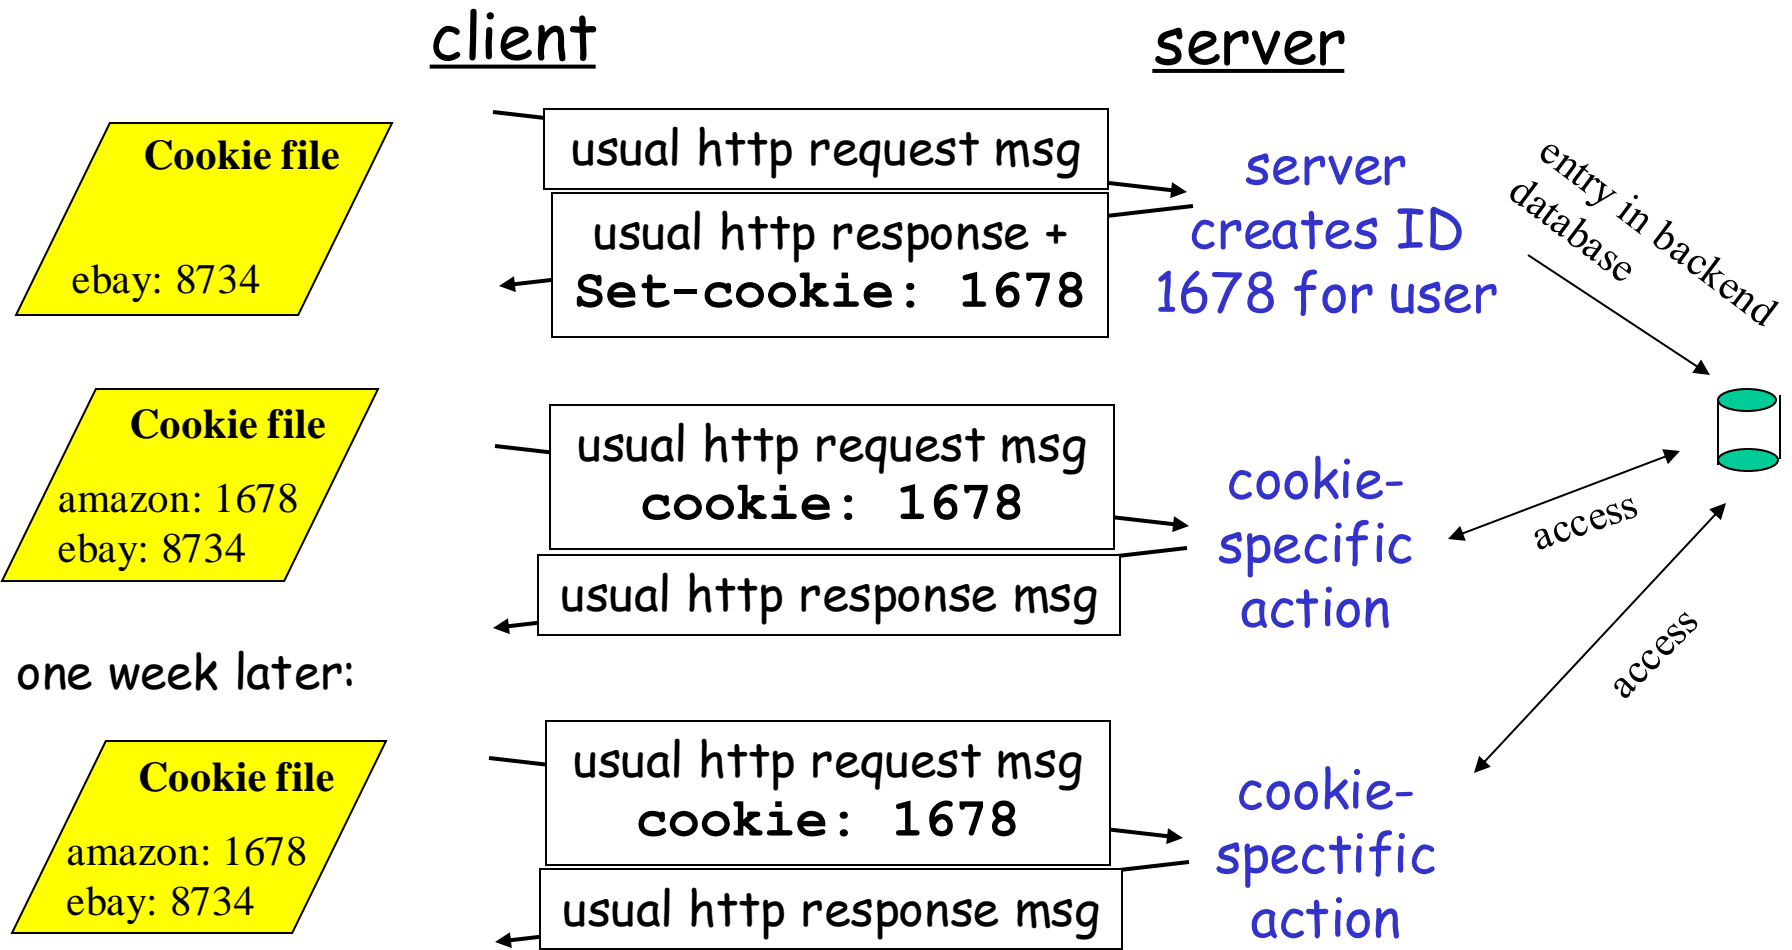 client
server
Cookie file
ebay: 8734
usual http request msg
usual http response +
Set-cookie: 1678
server
creates ID
1678 for user
entry in backend
database
Cookie file
amazon: 1678
ebay: 8734
usual http request msg
cookie: 1678
usual http response msg
cookie-
specific
action
access
access
one week later:
Cookie file
amazon: 1678
ebay: 8734
usual http request msg
cookie: 1678
usual http response msg
cookie-
spectific
action